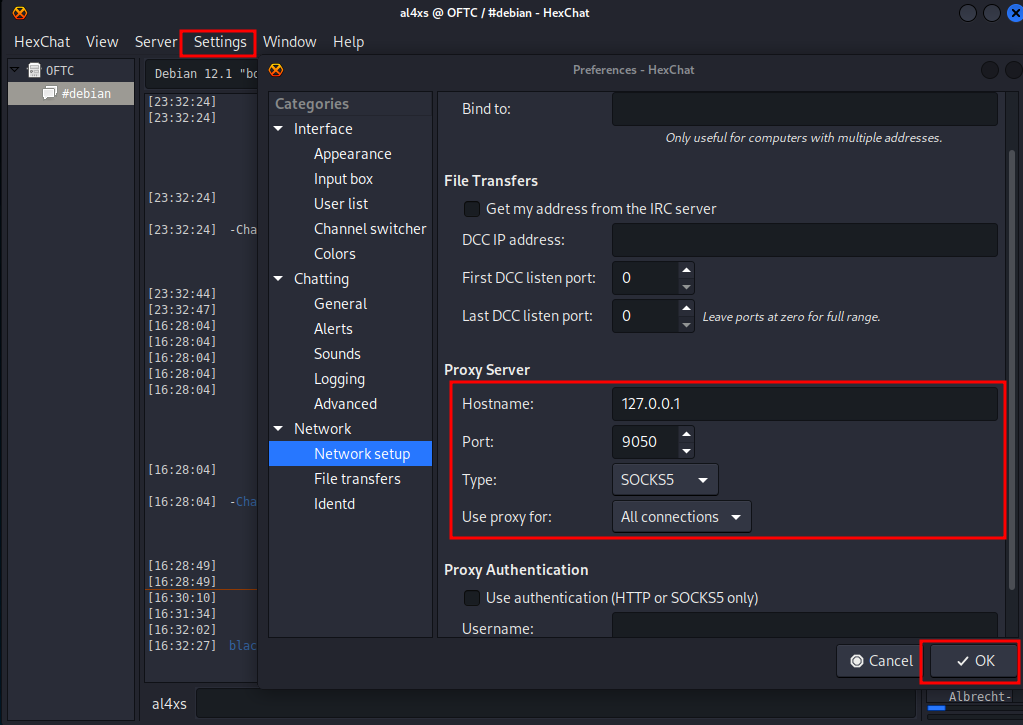 al4xs @ OFTC / #debian - HexChat
HexChat View Server Settings Window Help
OFTC
#debian
Debian 12.1 "bo
[23:32:24]
[23:32:24]
[23:32:24]
[23:32:24] -Cha
[23:32:44]
[23:32:47]
[16:28:04]
[16:28:04]
[16:28:04]
[16:28:04]
[16:28:04]
[16:28:04]
[16:28:04] -Cha
[16:28:49]
[16:28:49]
[16:30:10]
[16:31:34]
[16:32:02]
[16:32:27] blac
al4xs
Preferences - HexChat
Categories
Interface
Appearance
Input box
User list
Channel switcher
Colors
Chatting
General
Alerts
Sounds
Logging
Advanced
Network
Network setup
File transfers
Identd
Bind to:
Only useful for computers with multiple addresses.
File Transfers
Get my address from the IRC server
DCC IP address:
First DCC listen port: 0
Last DCC listen port: 0 Leave ports at zero for full range.
Proxy Server
Hostname: 127.0.0.1
Port: 9050
Type: SOCKS5
Use proxy for: All connections
Proxy Authentication
Use authentication (HTTP or SOCKS5 only)
Username:
Cancel OK
Albrecht-